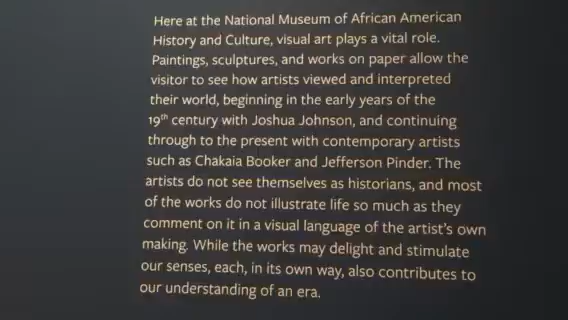 Here at the National Museum of African American
History and Culture, visual art plays a vital role.
Paintings, sculptures, and works on paper allow the
visitor to see how artists viewed and interpreted
their world, beginning in the early years of the
19th century with Joshua Johnson, and continuing
through to the present with contemporary artists
such as Chakaia Booker and Jefferson Pinder. The
artists do not see themselves as historians, and most
of the works do not illustrate life so much as they
comment on it in a visual language of the artist's own
making. While the works may delight and stimulate
our senses, each, in its own way, also contributes to
our understanding of an era.